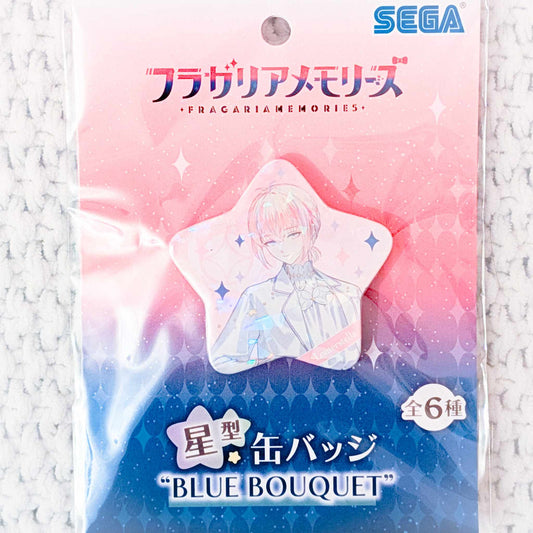 SEGA
フラガリアメモリーズ
FRAGARIAMEMORIES
全6種
星型
缶バッジ
"BLUE BOUQUET"